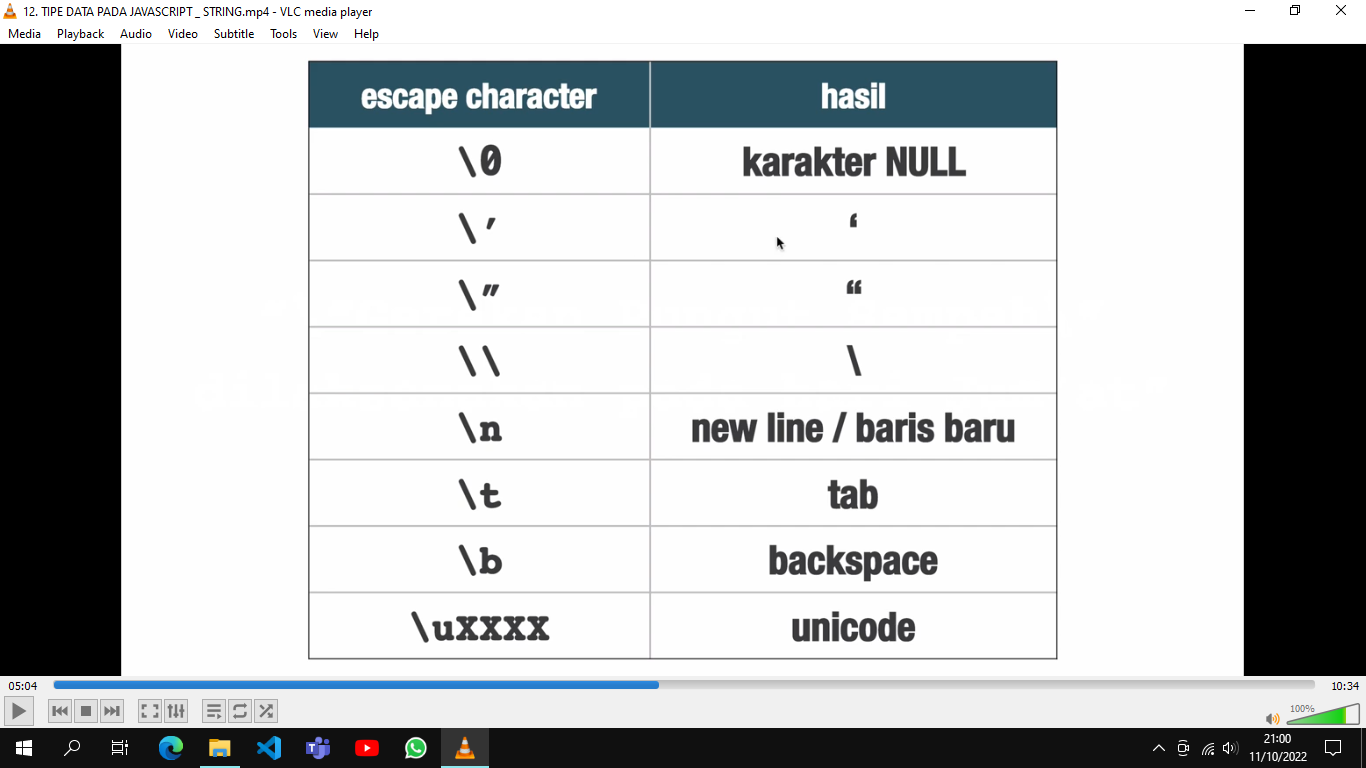 12. TIPE DATA PADA JAVASCRIPT _ STRING.mp4 - VLC media player
Media Playback Audio Video Subtitle Tools View Help
escape character hasil
\0 karakter NULL
\’ ‘
\” “
\\ \
\n new line / baris baru
\t tab
\b backspace
\uXXXX unicode
05:04 10:34
100%
21:00
11/10/2022